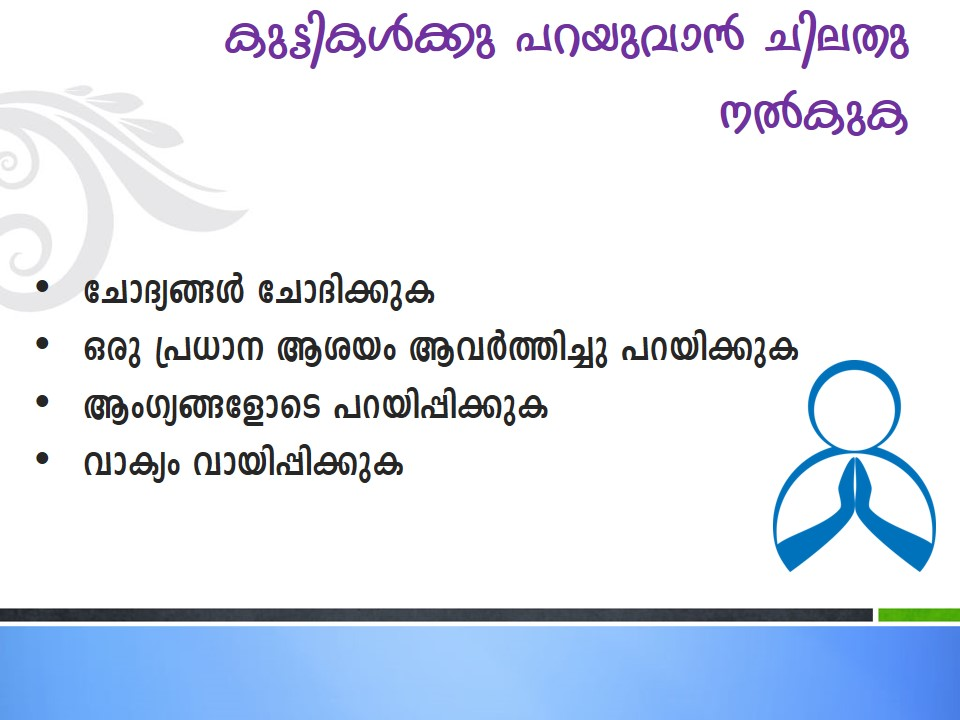 കുട്ടികൾക്കു പറയുവാൻ ചിലതു
നൽകുക
• ചോദ്യങ്ങൾ ചോദിക്കുക
• ഒരു പ്രധാന ആശയം ആവർത്തിച്ചു പറയിക്കുക
• ആംഗ്യങ്ങളോടെ പറയിപ്പിക്കുക
• വാക്യം വായിപ്പിക്കുക